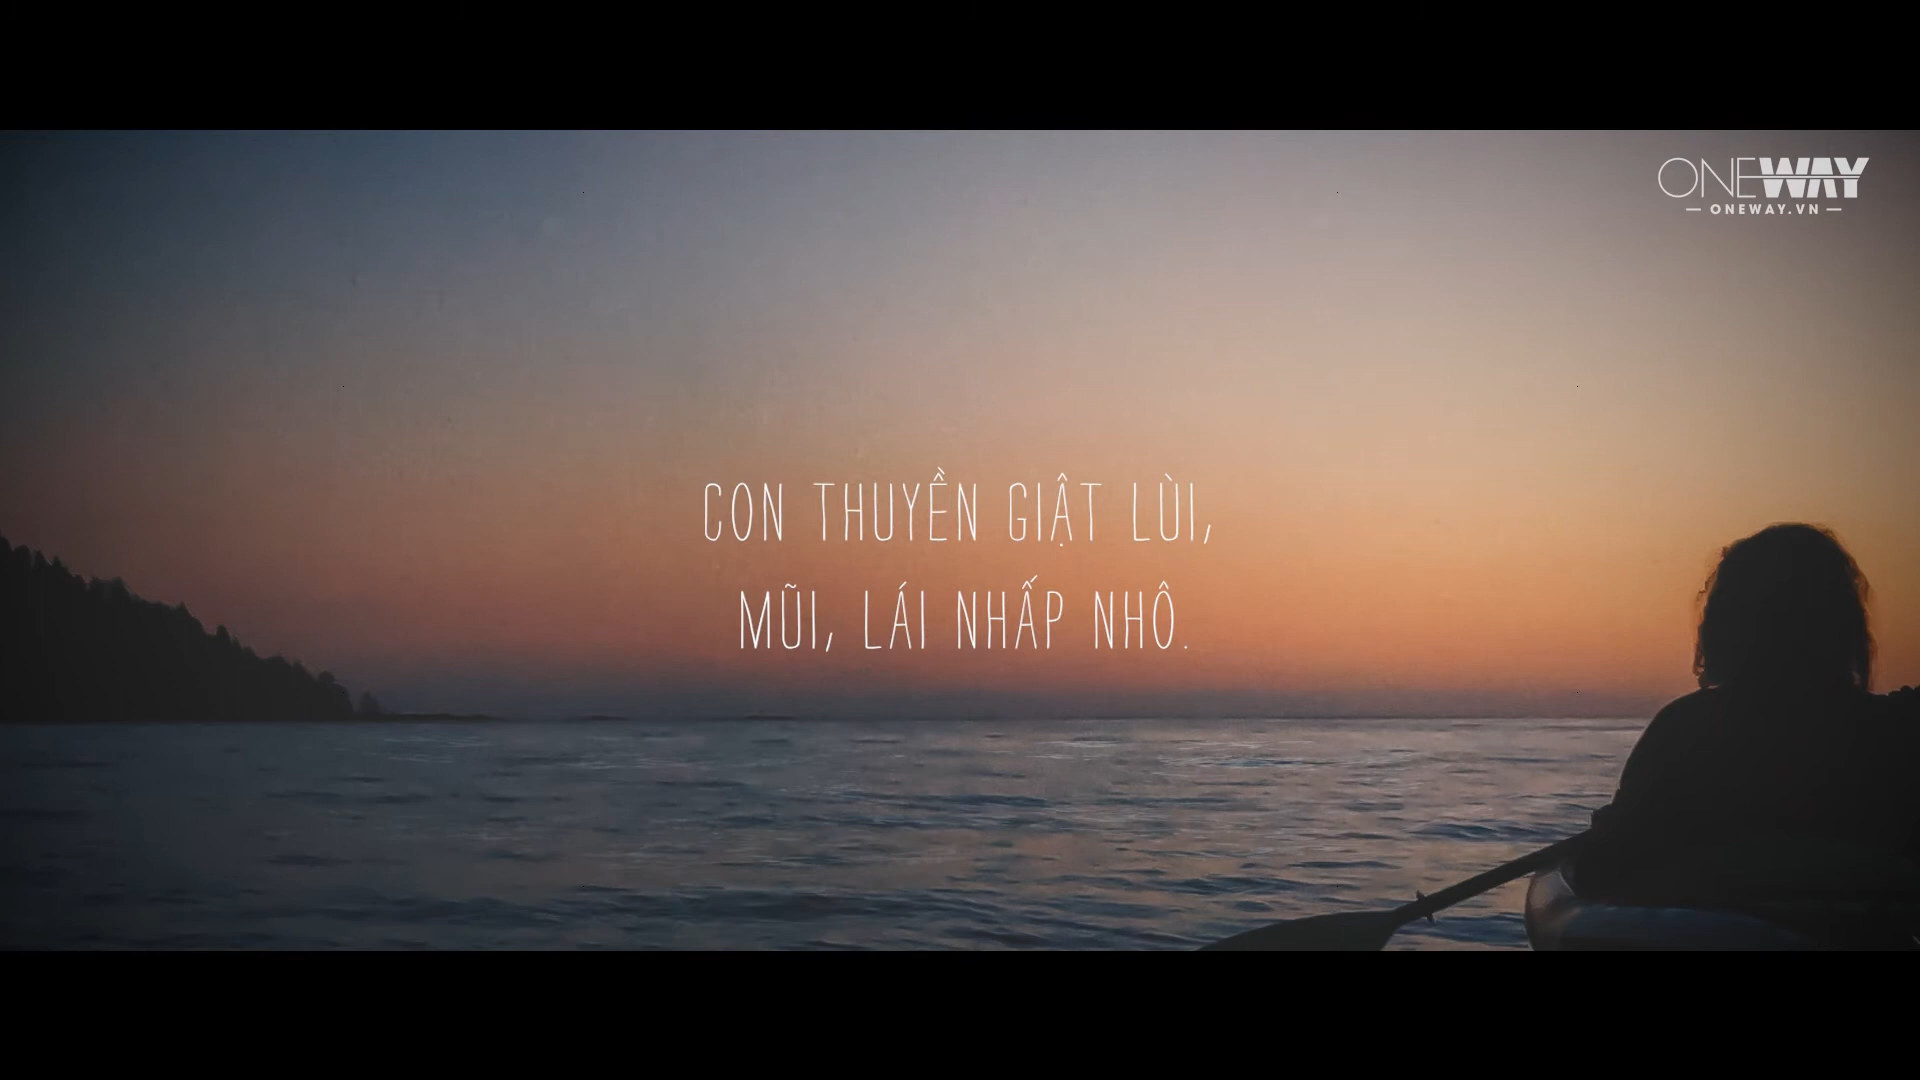 ONEWAY
— ONEWAY.VN —
CON THUYỀN GIẬT LÙI,
MŨI, LÁI NHẤP NHÔ.